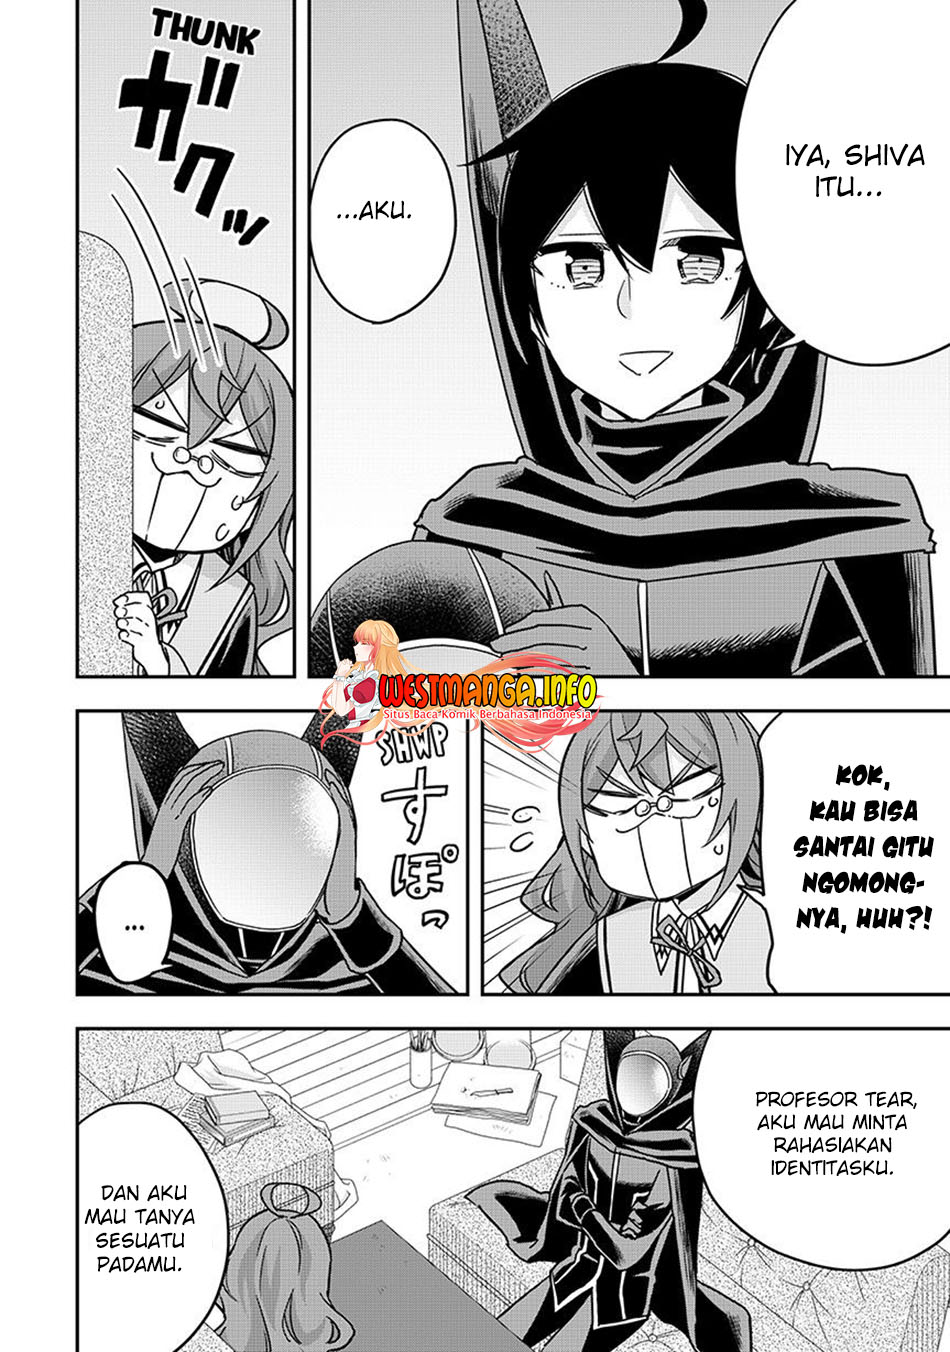 IYA, SHIVA
ITU...
...AKU.
THUNK
ガガクッ
KOK,
KAU BISA
SANTAI GITU
NGOMONG-
NYA, HUH?!
SHWP
すぽっ
...
WESTMANGA.INFO
Situs Baca Komik Berbahasa Indonesia
PROFESOR TEAR,
AKU MAU MINTA
RAHASIAKAN
IDENTITASKU.
DAN AKU
MAU TANYA
SESUATU
PADAMU.